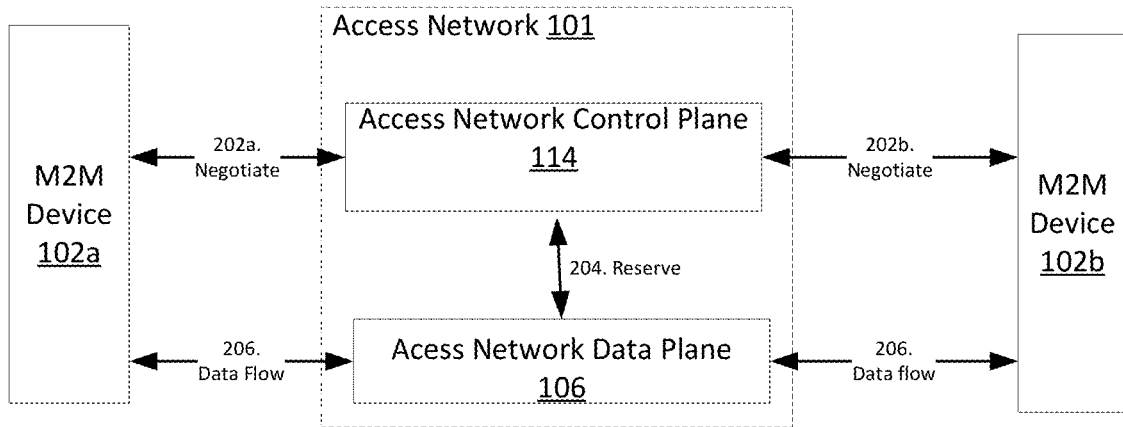 Access Network 101
Access Network Control Plane
114
202a.
Negotiate
202b.
Negotiate
M2M
Device
102a
M2M
Device
102b
204. Reserve
206.
Data Flow
Acess Network Data Plane
106
206.
Data flow